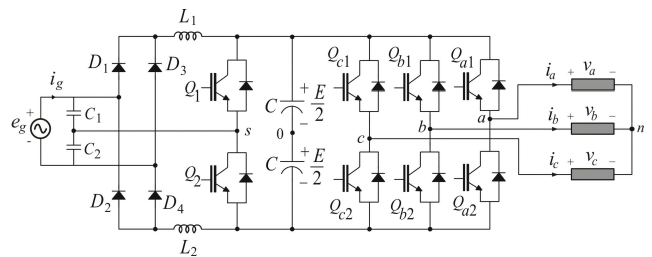 L1
ig
D1
D3
Q1
C
+
E/2
-
Qc1
Qb1
Qa1
ia
+ va -
eg
+
-
C1
C2
s
0
c
b
a
ib
+ vb -
n
D2
D4
Q2
C
+
E/2
-
Qc2
Qb2
Qa2
ic
+ vc -
L2